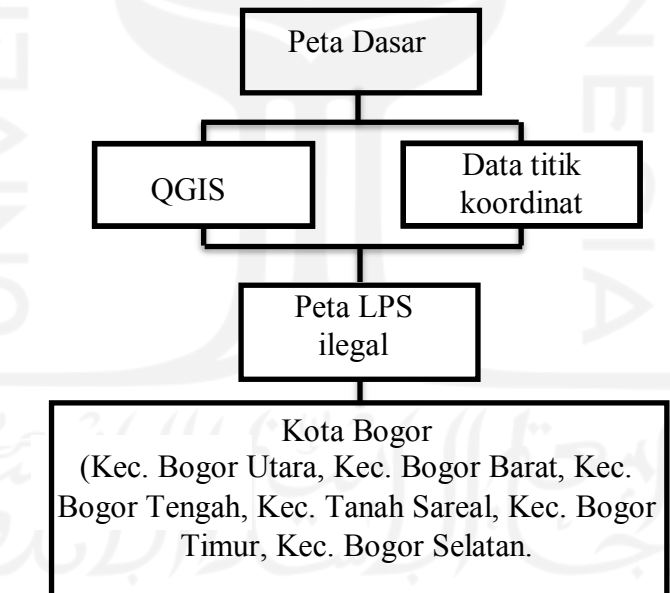 Peta Dasar
QGIS
Data titik
koordinat
Peta LPS
ilegal
Kota Bogor
(Kec. Bogor Utara, Kec. Bogor Barat, Kec.
Bogor Tengah, Kec. Tanah Sareal, Kec. Bogor
Timur, Kec. Bogor Selatan.